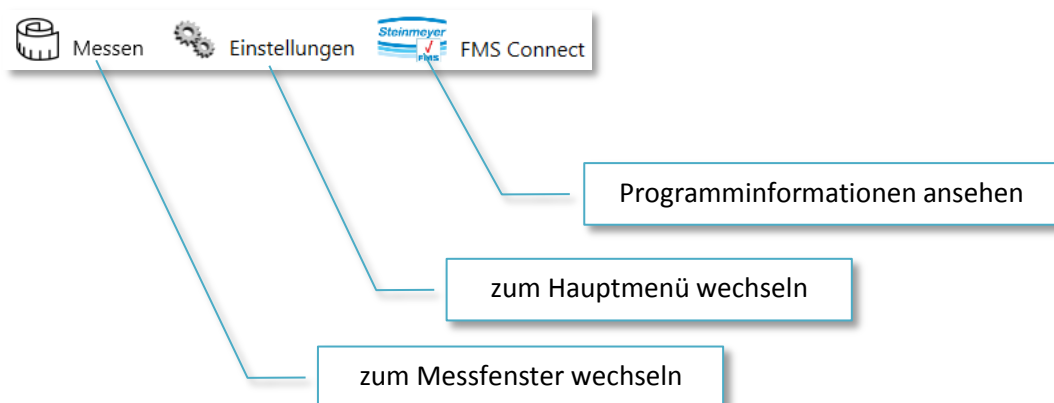 Messen Einstellungen Steinmeyer FMS FMS Connect
Programminformationen ansehen
zum Hauptmenü wechseln
zum Messfenster wechseln